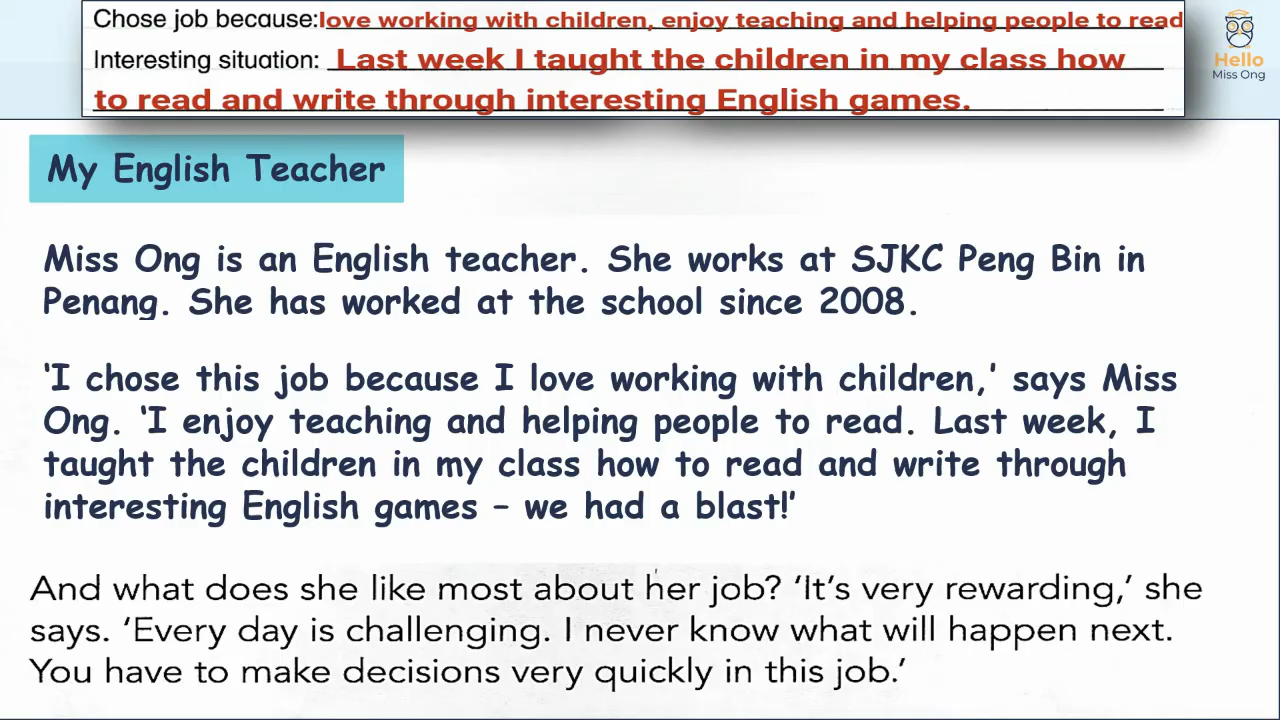 Chose job because: love working with children, enjoy teaching and helping people to read
Interesting situation: Last week I taught the children in my class how
to read and write through interesting English games.
Hello
Miss Ong
My English Teacher
Miss Ong is an English teacher. She works at SJKC Peng Bin in
Penang. She has worked at the school since 2008.
‘I chose this job because I love working with children,’ says Miss
Ong. ‘I enjoy teaching and helping people to read. Last week, I
taught the children in my class how to read and write through
interesting English games – we had a blast!’
And what does she like most about her job? ‘It’s very rewarding,’ she
says. ‘Every day is challenging. I never know what will happen next.
You have to make decisions very quickly in this job.’